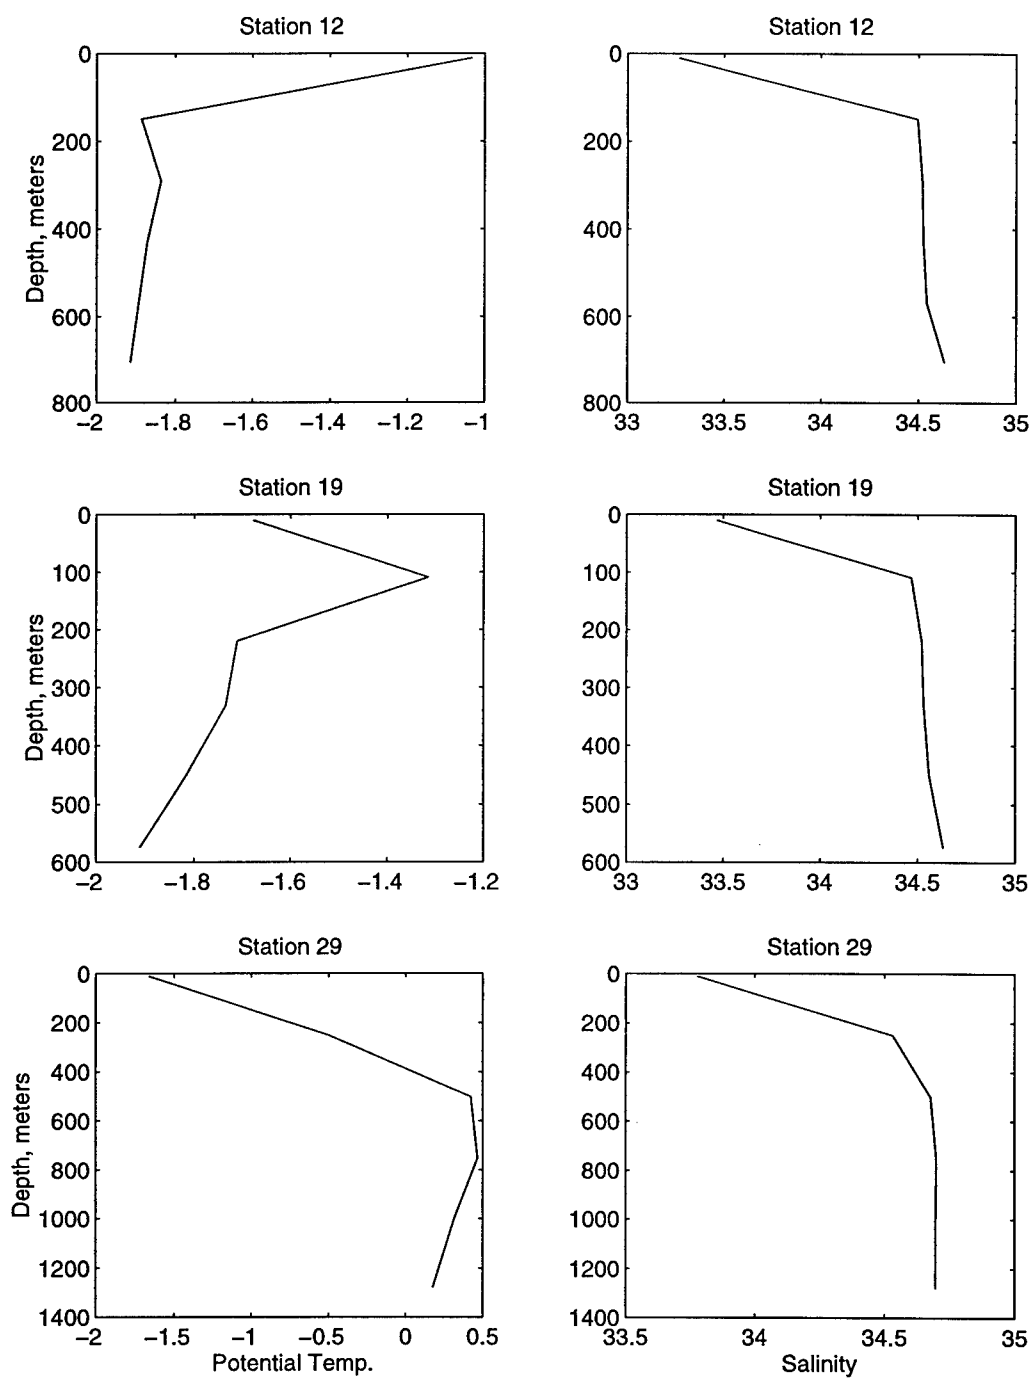 Station 12
Station 12
0
200
400
600
800
Depth, meters
−2 −1.8 −1.6 −1.4 −1.2 −1
0
200
400
600
800
33 33.5 34 34.5 35
Station 19
Station 19
0
100
200
300
400
500
600
Depth, meters
−2 −1.8 −1.6 −1.4 −1.2
0
100
200
300
400
500
600
33 33.5 34 34.5 35
Station 29
Station 29
0
200
400
600
800
1000
1200
1400
Depth, meters
−2 −1.5 −1 −0.5 0 0.5
Potential Temp.
0
200
400
600
800
1000
1200
1400
33.5 34 34.5 35
Salinity